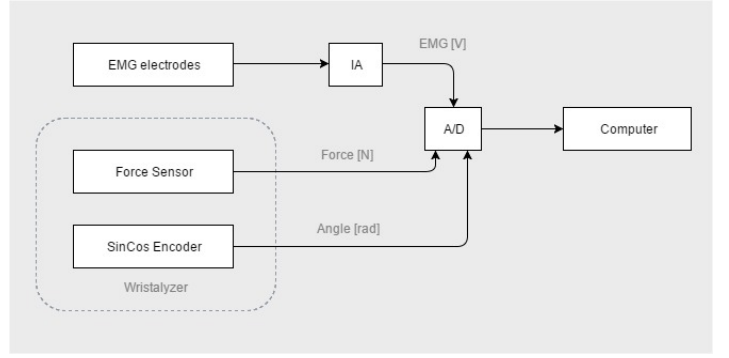 EMG [V]
EMG electrodes
IA
A/D
Computer
Force [N]
Force Sensor
Angle [rad]
SinCos Encoder
Wristalyzer